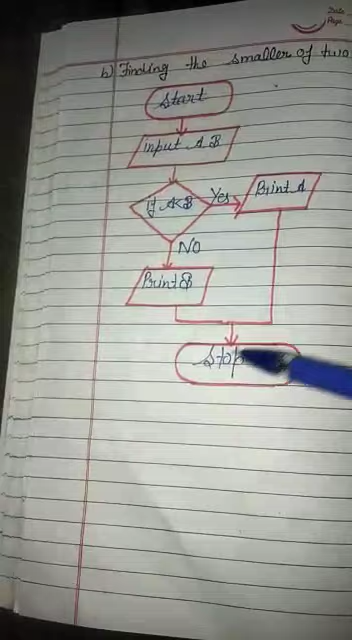 Date
Page
b) Finding the smaller of two
Start
Input A B
If A<B
Yes
Print A
NO
Print B
Stop